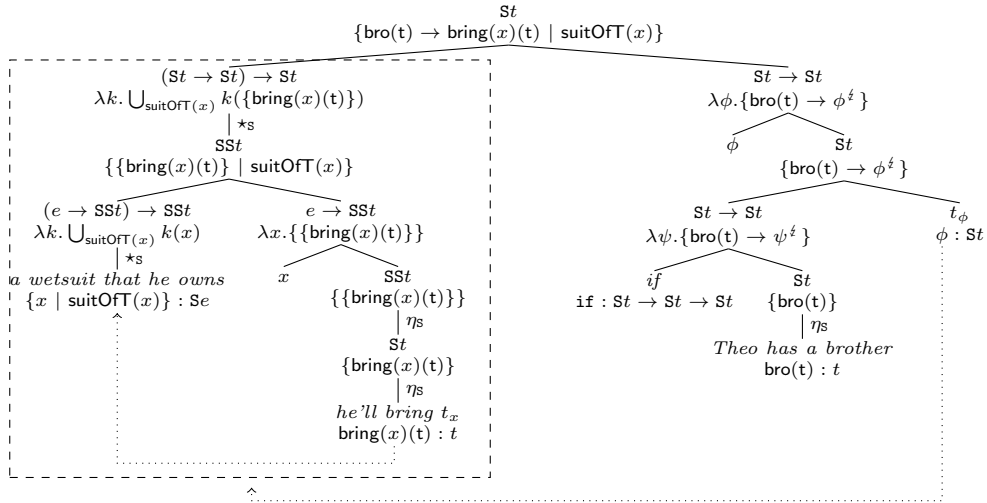 St
{bro(t) → bring(x)(t) | suitOfT(x)}
(St → St) → St
λk. ⋃suitOfT(x) k({bring(x)(t)})
St → St
λϕ.{bro(t) → ϕ↯ }
⋆S
SSt
{{bring(x)(t)} | suitOfT(x)}
ϕ
St
{bro(t) → ϕ↯ }
(e → SSt) → SSt
λk. ⋃suitOfT(x) k(x)
e → SSt
λx.{{bring(x)(t)}}
St → St
λψ.{bro(t) → ψ↯ }
tϕ
ϕ : St
⋆S
a wetsuit that he owns
{x | suitOfT(x)} : Se
x
SSt
{{bring(x)(t)}}
if
if : St → St → St
St
{bro(t)}
ηS
St
{bring(x)(t)}
ηS
Theo has a brother
bro(t) : t
ηS
he'll bring tx
bring(x)(t) : t